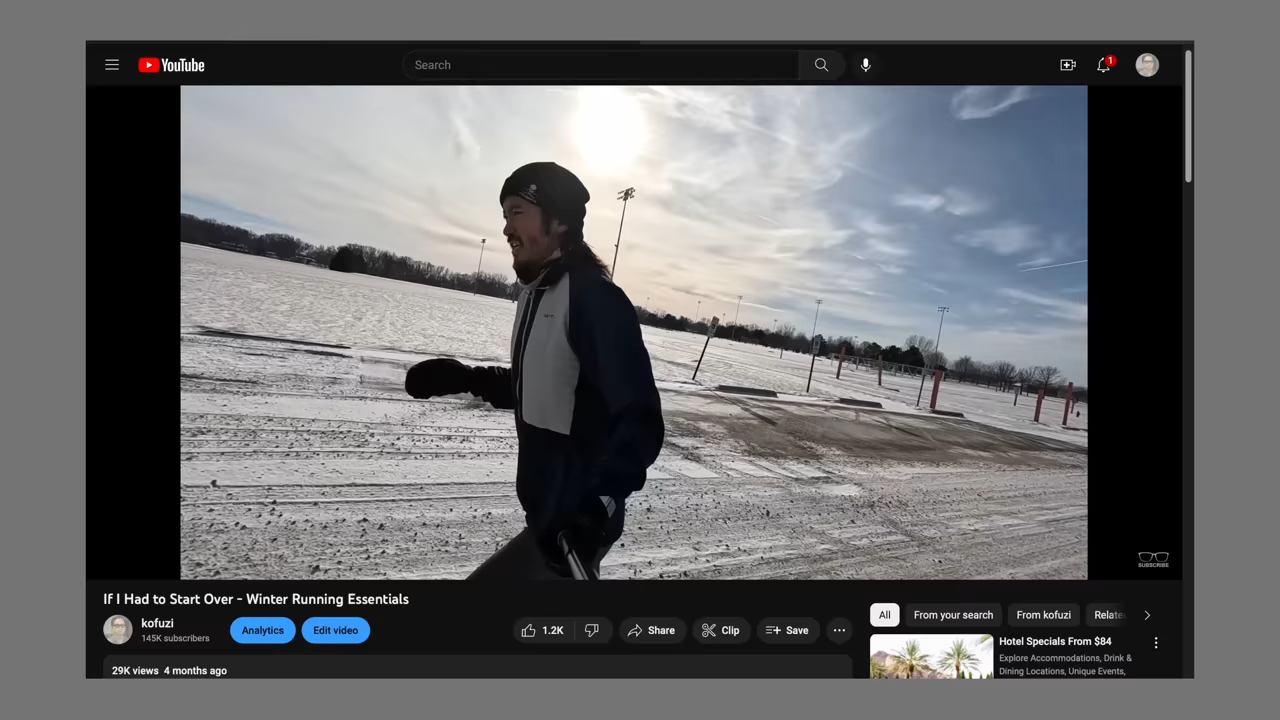 YouTube
Search
1
SUBSCRIBE
If I Had to Start Over - Winter Running Essentials
kofuzi
145K subscribers
Analytics
Edit video
1.2K
Share
Clip
Save
All
From your search
From kofuzi
Relate
29K views 4 months ago
Hotel Specials From $84
Explore Accommodations, Drink &
Dining Locations, Unique Events,